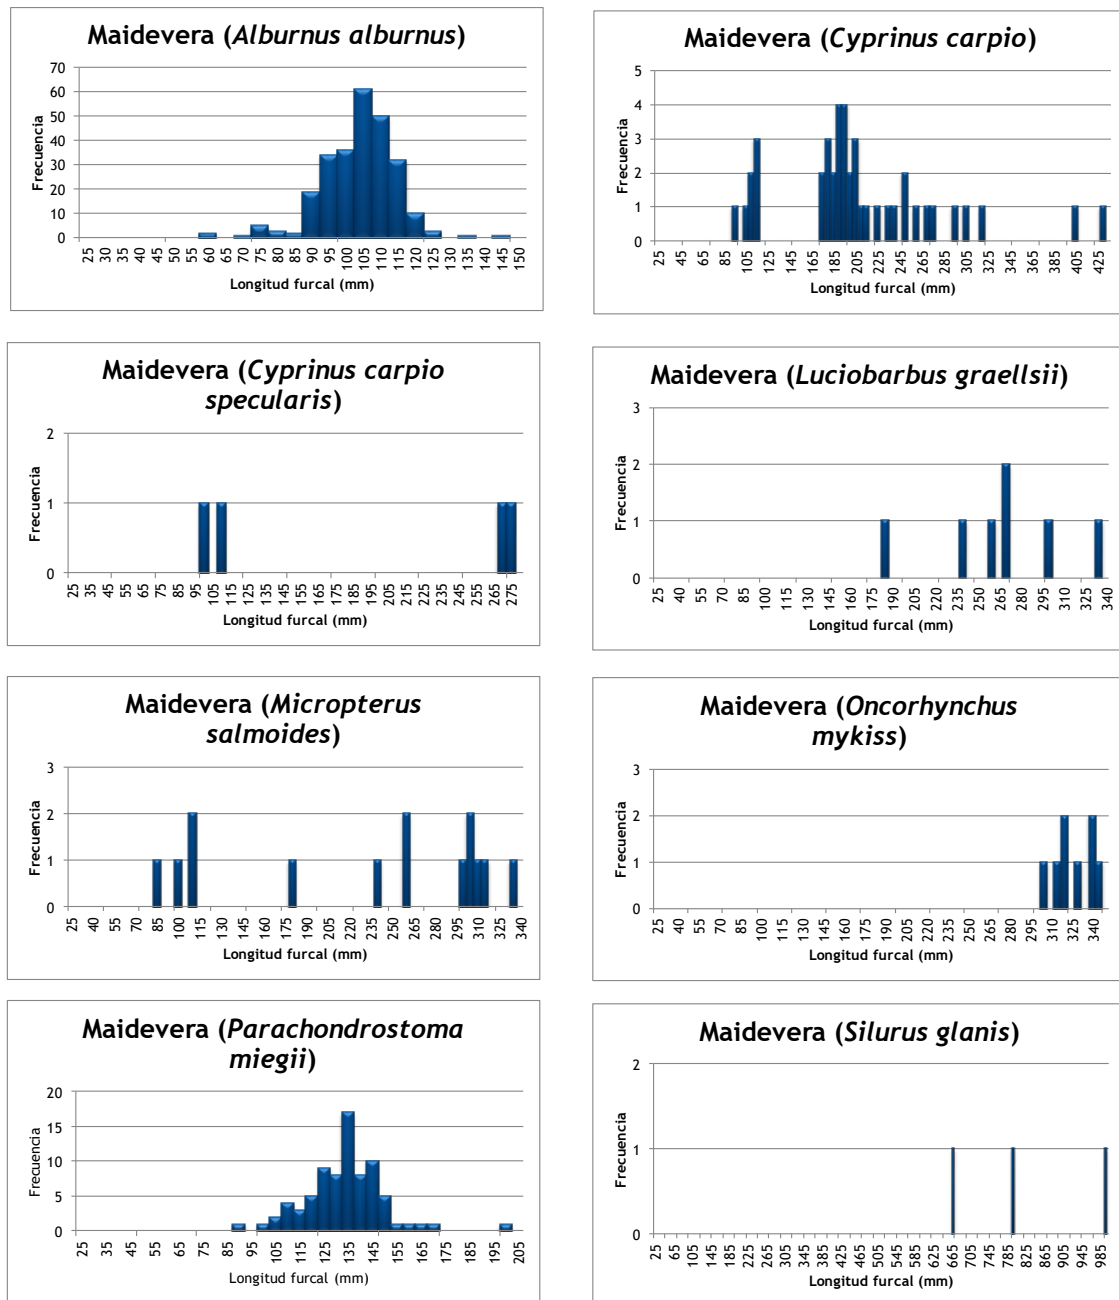 Maidevera (Alburnus alburnus)
70
60
50
40
30
20
10
0
Frecuencia
25 30 35 40 45 50 55 60 65 70 75 80 85 90 95 100 105 110 115 120 125 130 135 140 145 150
Longitud furcal (mm)
Maidevera (Cyprinus carpio)
5
4
3
2
1
0
Frecuencia
25 45 65 85 105 125 145 165 185 205 225 245 265 285 305 325 345 365 385 405 425
Longitud furcal (mm)
Maidevera (Cyprinus carpio
specularis)
2
1
0
Frecuencia
25 35 45 55 65 75 85 95 105 115 125 135 145 155 165 175 185 195 205 215 225 235 245 255 265 275
Longitud furcal (mm)
Maidevera (Luciobarbus graellsii)
3
2
1
0
Frecuencia
25 40 55 70 85 100 115 130 145 160 175 190 205 220 235 250 265 280 295 310 325 340
Longitud furcal (mm)
Maidevera (Micropterus
salmoides)
3
2
1
0
Frecuencia
25 40 55 70 85 100 115 130 145 160 175 190 205 220 235 250 265 280 295 310 325 340
Longitud furcal (mm)
Maidevera (Oncorhynchus
mykiss)
3
2
1
0
Frecuencia
25 40 55 70 85 100 115 130 145 160 175 190 205 220 235 250 265 280 295 310 325 340
Longitud furcal (mm)
Maidevera (Parachondrostoma
miegii)
20
15
10
5
0
Frecuencia
25 35 45 55 65 75 85 95 105 115 125 135 145 155 165 175 185 195 205
Longitud furcal (mm)
Maidevera (Silurus glanis)
2
1
0
Frecuencia
25 65 105 145 185 225 265 305 345 385 425 465 505 545 585 625 665 705 745 785 825 865 905 945 985
Longitud furcal (mm)